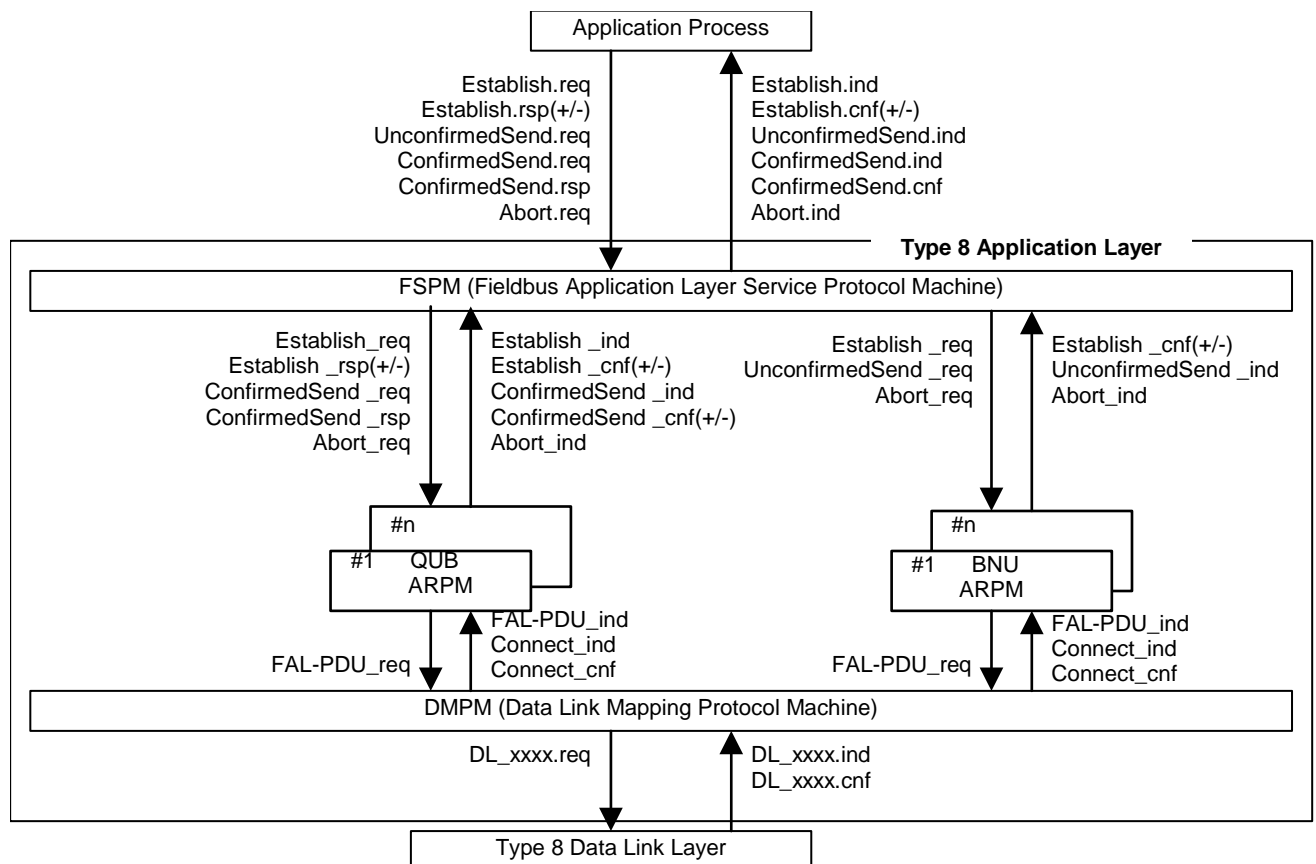 Application Process
Establish.req
Establish.rsp(+/-)
UnconfirmedSend.req
ConfirmedSend.req
ConfirmedSend.rsp
Abort.req
Establish.ind
Establish.cnf(+/-)
UnconfirmedSend.ind
ConfirmedSend.ind
ConfirmedSend.cnf
Abort.ind
Type 8 Application Layer
FSPM (Fieldbus Application Layer Service Protocol Machine)
Establish_req
Establish _rsp(+/-)
ConfirmedSend _req
ConfirmedSend _rsp
Abort_req
Establish _ind
Establish _cnf(+/-)
ConfirmedSend _ind
ConfirmedSend _cnf(+/-)
Abort_ind
Establish _req
UnconfirmedSend _req
Abort_req
Establish _cnf(+/-)
UnconfirmedSend _ind
Abort_ind
#n
#1 QUB
ARPM
#n
#1 BNU
ARPM
FAL-PDU_req
FAL-PDU_ind
Connect_ind
Connect_cnf
FAL-PDU_req
FAL-PDU_ind
Connect_ind
Connect_cnf
DMPM (Data Link Mapping Protocol Machine)
DL_xxxx.req
DL_xxxx.ind
DL_xxxx.cnf
Type 8 Data Link Layer